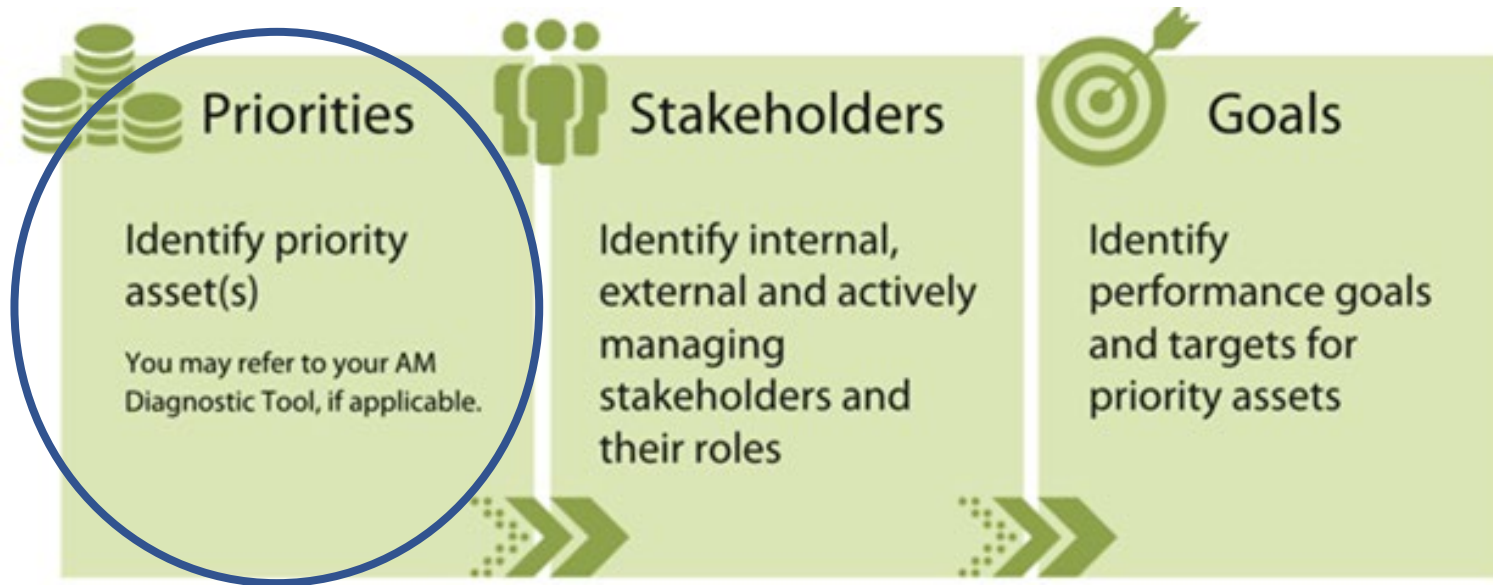 Priorities
Identify priority
asset(s)
You may refer to your AM
Diagnostic Tool, if applicable.
Stakeholders
Identify internal,
external and actively
managing
stakeholders and
their roles
Goals
Identify
performance goals
and targets for
priority assets